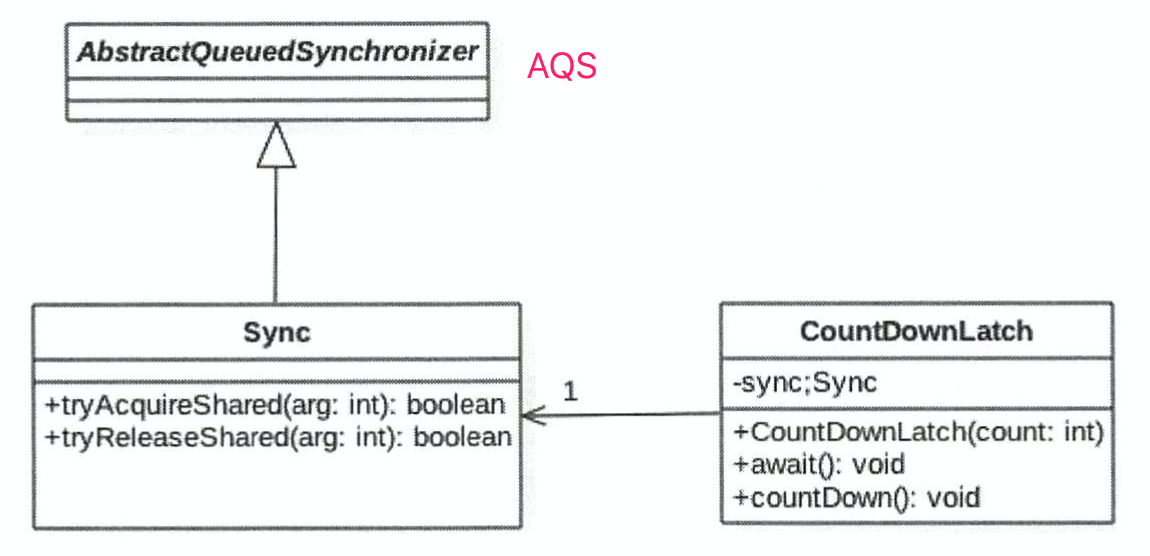 AbstractQueuedSynchronizer
AQS
Sync
+tryAcquireShared(arg: int): boolean
+tryReleaseShared(arg: int): boolean
1
CountDownLatch
-sync;Sync
+CountDownLatch(count: int)
+await(): void
+countDown(): void